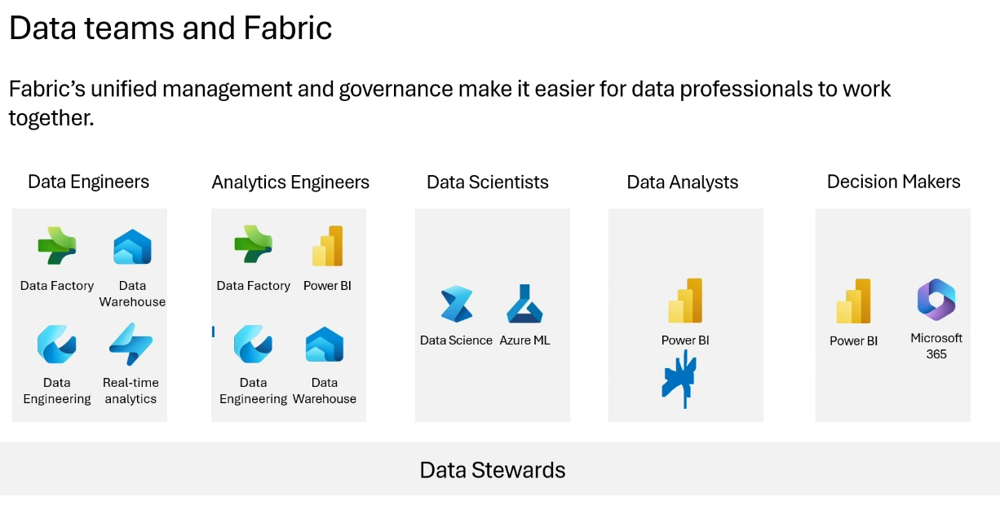 Data teams and Fabric
Fabric’s unified management and governance make it easier for data professionals to work
together.
Data Engineers
Data Factory
Data
Warehouse
Data
Engineering
Real-time
analytics
Analytics Engineers
Data Factory
Power BI
Data
Engineering
Data
Warehouse
Data Scientists
Data Science
Azure ML
Data Analysts
Power BI
Decision Makers
Power BI
Microsoft
365
Data Stewards